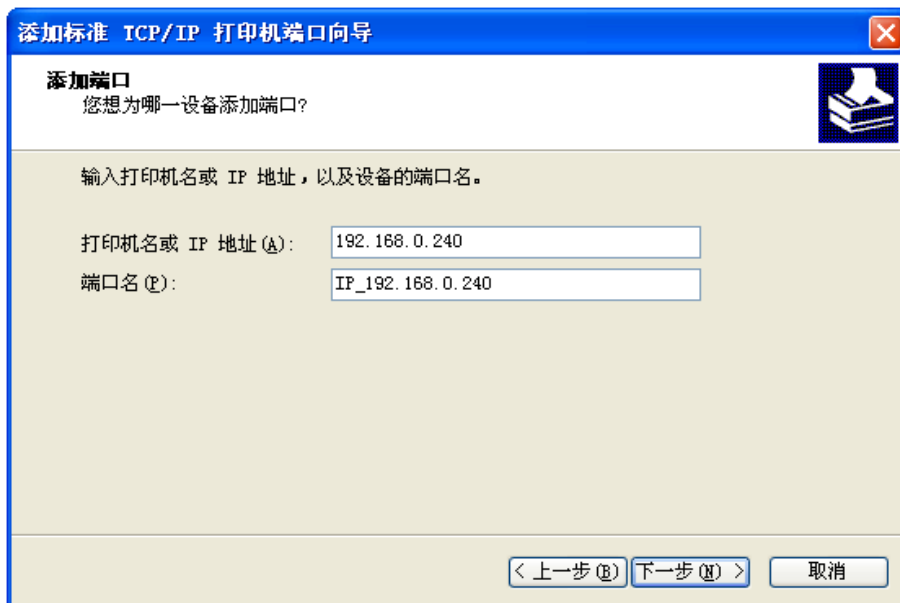 添加标准 TCP/IP 打印机端口向导
添加端口
您想为哪一设备添加端口?
输入打印机名或 IP 地址，以及设备的端口名。
打印机名或 IP 地址(A): 192.168.0.240
端口名(P): IP_192.168.0.240
< 上一步(B) 下一步(N) > 取消